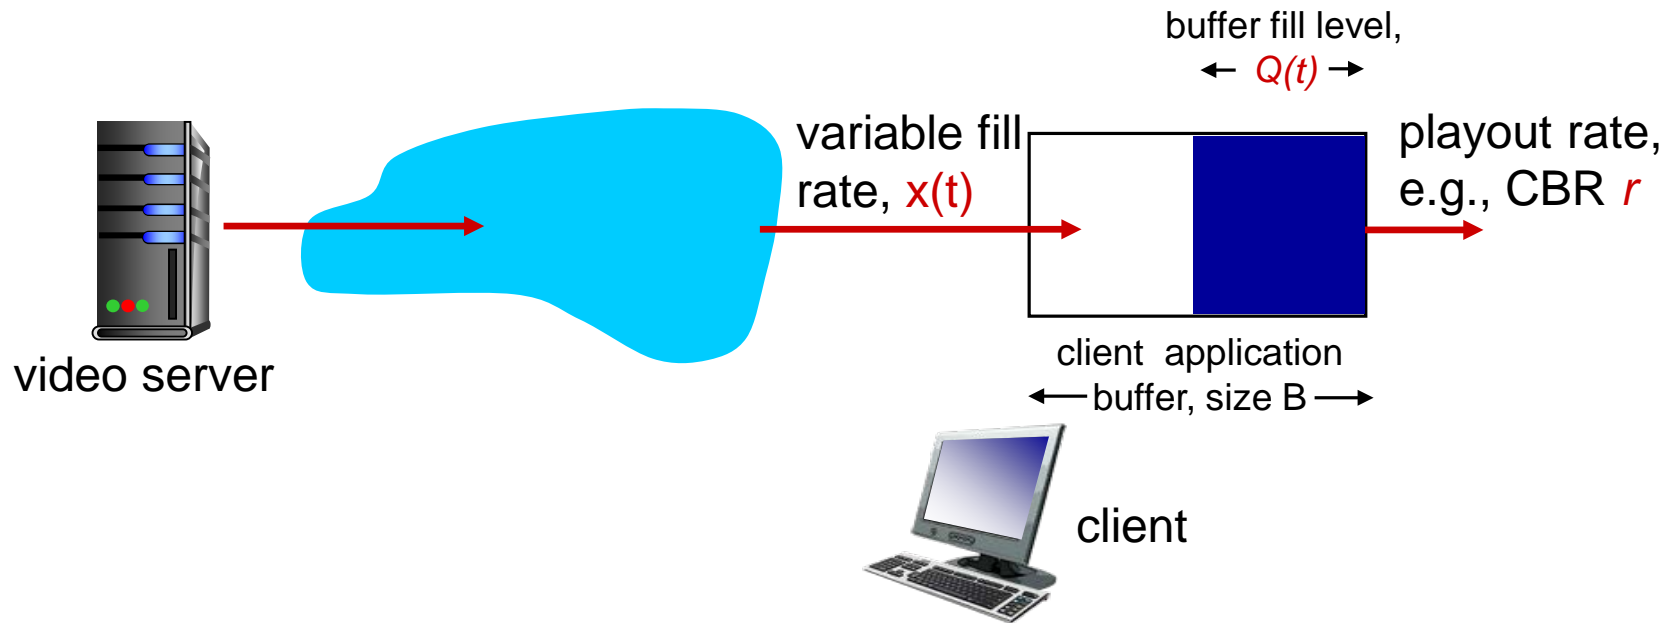 buffer fill level,
Q(t)
variable fill
rate, x(t)
playout rate,
e.g., CBR r
video server
client application
buffer, size B
client